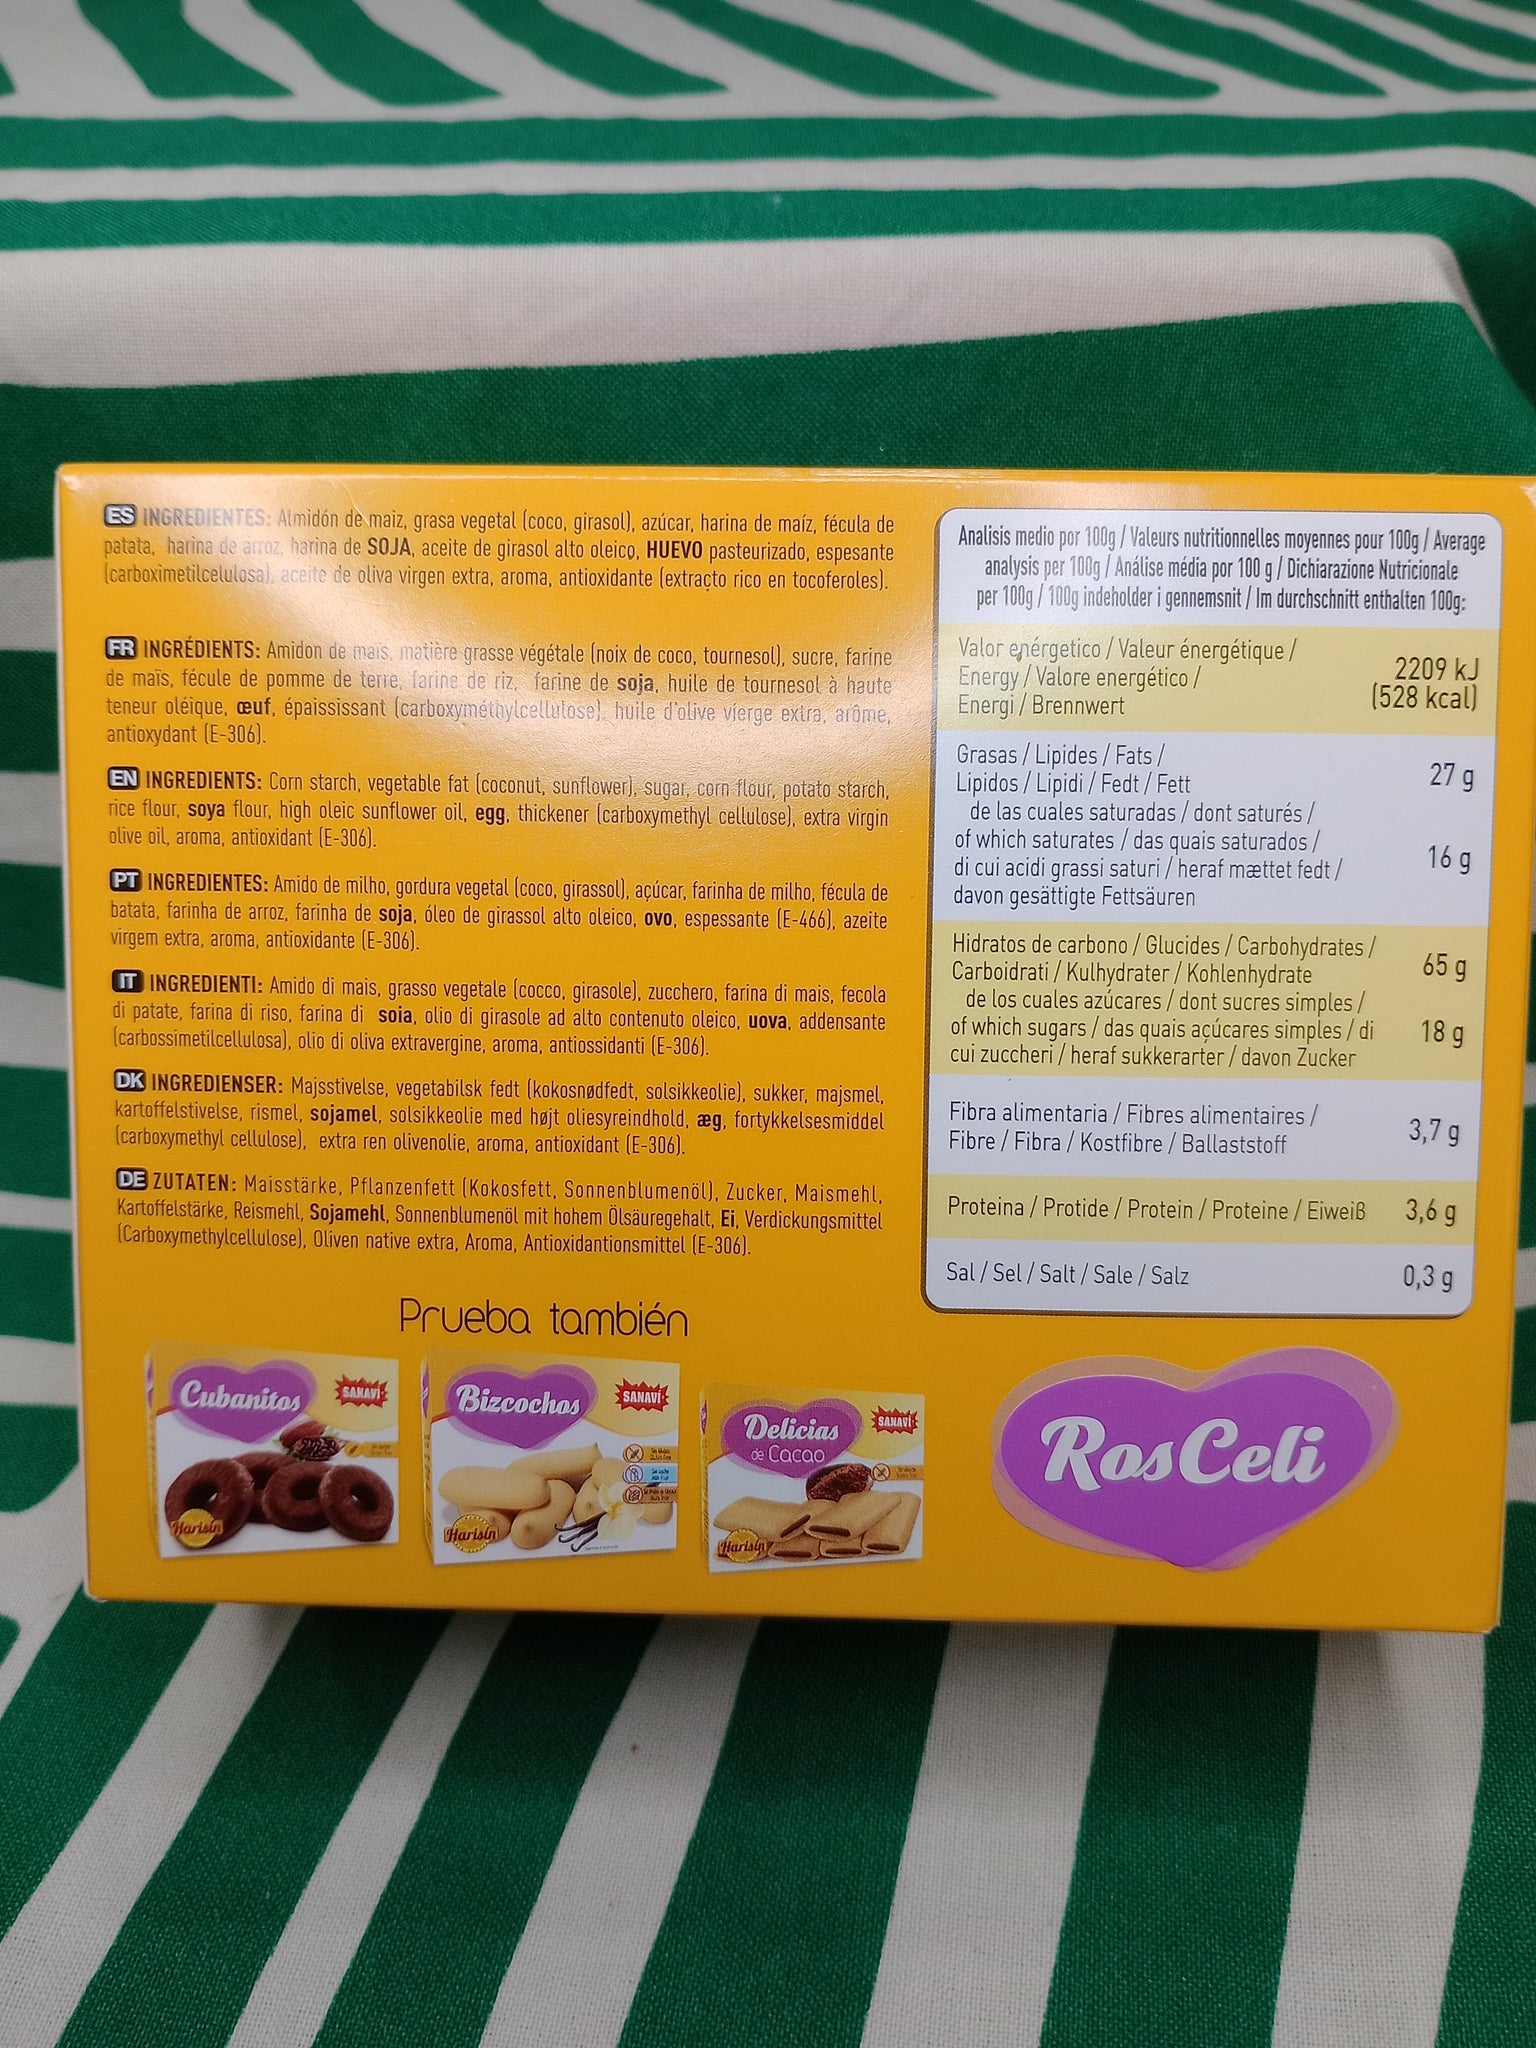 ES INGREDIENTES: Almidón de maiz, grasa vegetal (coco, girasol), azúcar, harina de maíz, fécula de
patata, harina de arroz, harina de SOJA, aceite de girasol alto oleico, HUEVO pasteurizado, espesante
(carboximetilcelulosa), aceite de oliva virgen extra, aroma, antioxidante (extracto rico en tocoferoles).
FR INGRÉDIENTS: Amidon de maïs, matière grasse végétale (noix de coco, tournesol), sucre, farine
de maïs, fécule de pomme de terre, farine de riz, farine de soja, huile de tournesol à haute
teneur oléique, œuf, épaississant (carboxyméthylcellulose), huile d'olive vierge extra, arôme,
antioxydant (E-306).
EN INGREDIENTS: Corn starch, vegetable fat (coconut, sunflower), sugar, corn flour, potato starch,
rice flour, soya flour, high oleic sunflower oil, egg, thickener (carboxymethyl cellulose), extra virgin
olive oil, aroma, antioxidant (E-306).
PT INGREDIENTES: Amido de milho, gordura vegetal (coco, girassol), açúcar, farinha de milho, fécula de
batata, farinha de arroz, farinha de soja, óleo de girassol alto oleico, ovo, espessante (E-466), azeite
virgem extra, aroma, antioxidante (E-306).
IT INGREDIENTI: Amido di mais, grasso vegetale (cocco, girasole), zucchero, farina di mais, fecola
di patate, farina di riso, farina di soia, olio di girasole ad alto contenuto oleico, uova, addensante
(carbossimetilcellulosa), olio di oliva extravergine, aroma, antiossidanti (E-306).
DK INGREDIENSER: Majsstivelse, vegetabilsk fedt (kokosnødfedt, solsikkeolie), sukker, majsmel,
kartoffelstivelse, rismel, sojamel, solsikkeolie med højt oliesyreindhold, æg, fortykkelsesmiddel
(carboxymethyl cellulose), extra ren olivenolie, aroma, antioxidant (E-306).
DE ZUTATEN: Maisstärke, Pflanzenfett (Kokosfett, Sonnenblumenöl), Zucker, Maismehl,
Kartoffelstärke, Reismehl, Sojamehl, Sonnenblumenöl mit hohem Ölsäuregehalt, Ei, Verdickungsmittel
(Carboxymethylcellulose), Oliven native extra, Aroma, Antioxidantionsmittel (E-306).
Analisis medio por 100g / Valeurs nutritionnelles moyennes pour 100g / Average
analysis per 100g / Análise média por 100 g / Dichiarazione Nutricionale
per 100g / 100g indeholder i gennemsnit / Im durchschnitt enthalten 100g:
Valor enérgetico / Valeur énergétique /
Energy / Valore energético /
Energi / Brennwert
2209 kJ
(528 kcal)
Grasas / Lipides / Fats /
Lipidos / Lipidi / Fedt / Fett
27 g
de las cuales saturadas / dont saturés /
of which saturates / das quais saturados /
di cui acidi grassi saturi / heraf mættet fedt /
davon gesättigte Fettsäuren
16 g
Hidratos de carbono / Glucides / Carbohydrates /
Carboidrati / Kulhydrater / Kohlenhydrate
65 g
de los cuales azúcares / dont sucres simples /
of which sugars / das quais açúcares simples / di
cui zuccheri / heraf sukkerarter / davon Zucker
18 g
Fibra alimentaria / Fibres alimentaires /
Fibre / Fibra / Kostfibre / Ballaststoff
3,7 g
Proteina / Protide / Protein / Proteine / Eiweiß 3,6 g
Sal / Sel / Salt / Sale / Salz 0,3 g
Prueba también
Cubanitos
SANAVI
Harisin
Bizcochos
SANAVI
Harisin
Delicias
de Cacao
SANAVI
Harisin
RosCeli